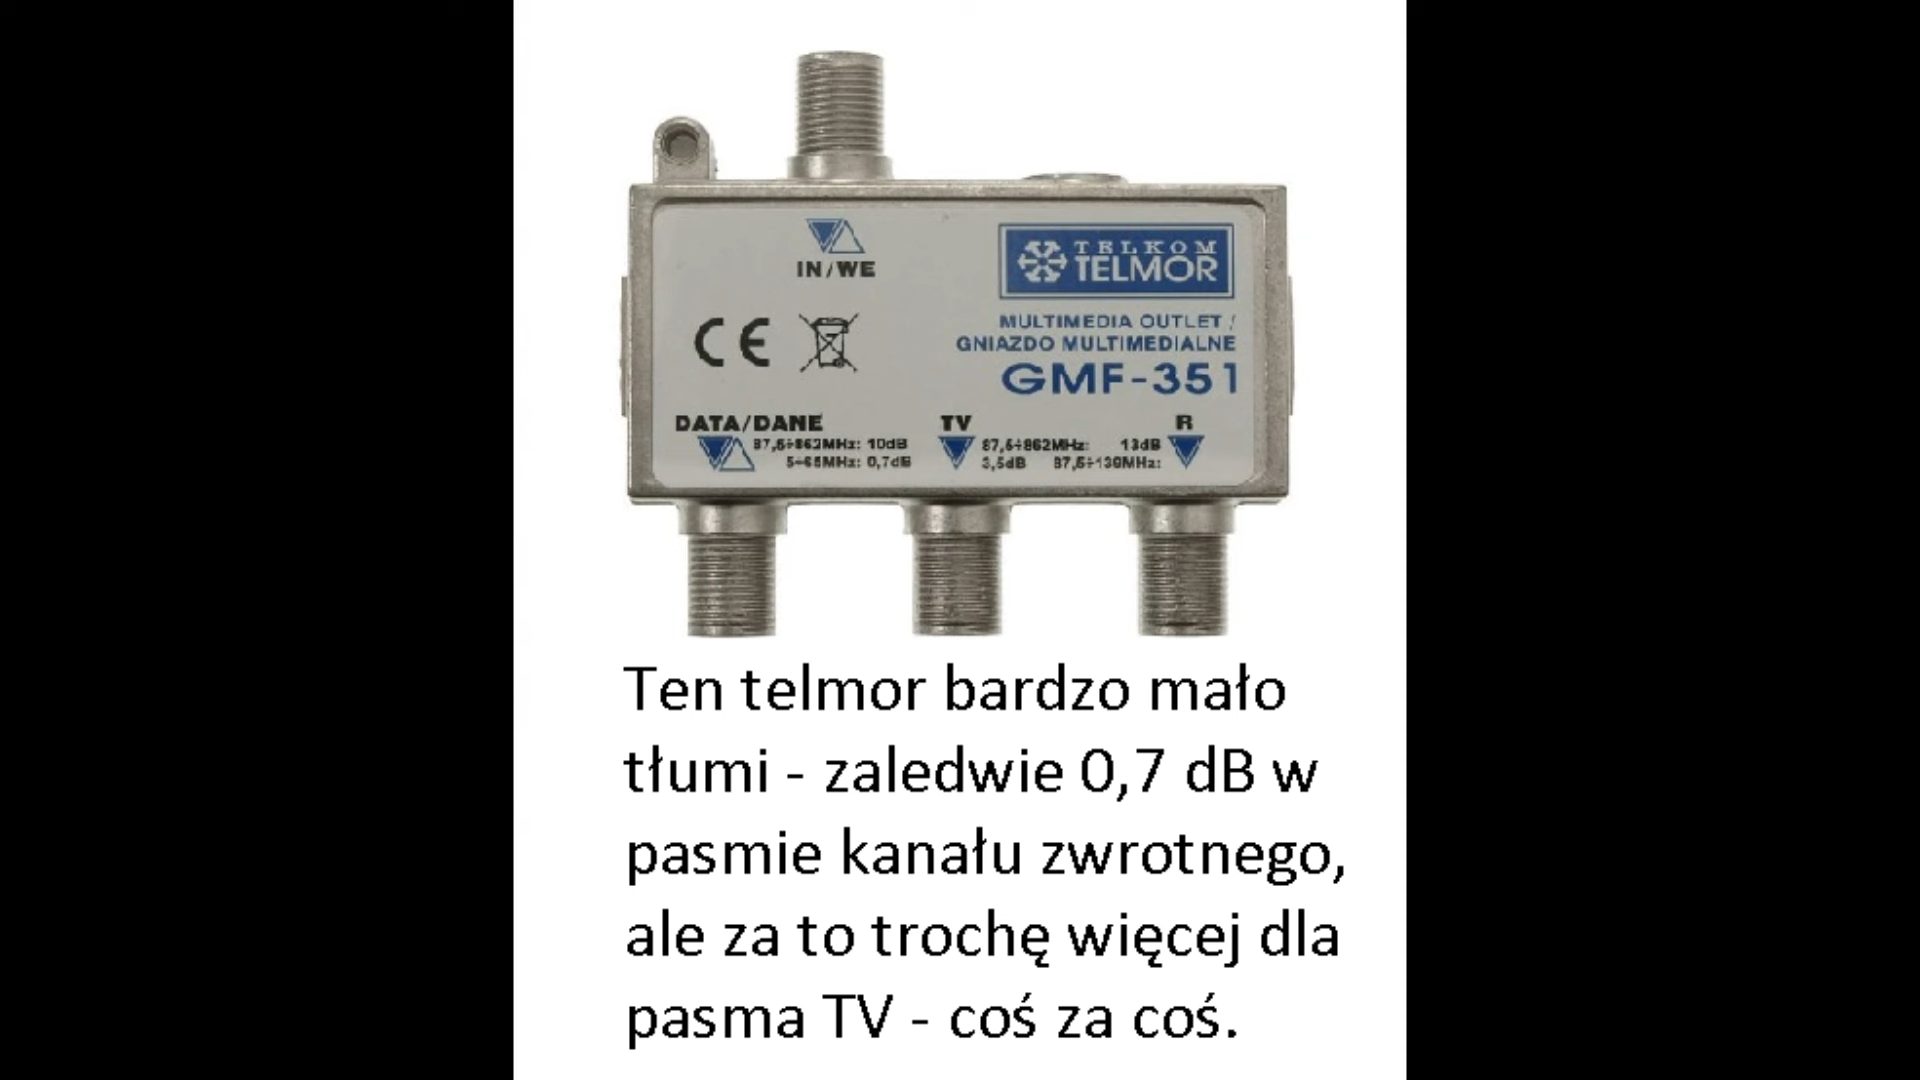 IN/WE
TELKOM
TELMOR
MULTIMEDIA OUTLET /
GNIAZDO MULTIMEDIALNE
GMF-351
CE
DATA/DANE
87,5÷862MHz: 10dB
5÷65MHz: 0,7dB
TV
87,5÷862MHz:
3,5dB
R
13dB
87,5÷130MHz:
Ten telmor bardzo mało
tłumi - zaledwie 0,7 dB w
pasmie kanału zwrotnego,
ale za to trochę więcej dla
pasma TV - coś za coś.